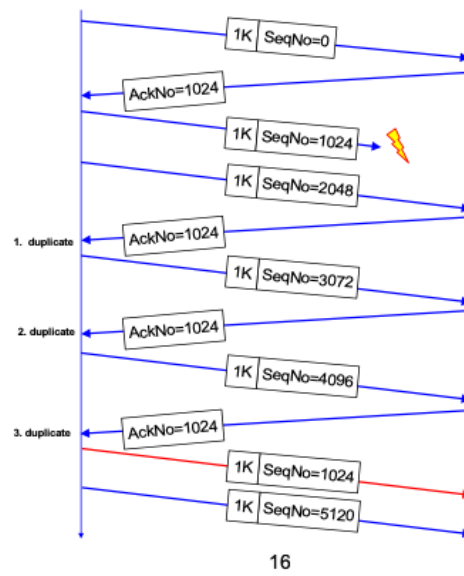 1K SeqNo=0
AckNo=1024
1K SeqNo=1024
1K SeqNo=2048
AckNo=1024
1. duplicate
1K SeqNo=3072
AckNo=1024
2. duplicate
1K SeqNo=4096
AckNo=1024
3. duplicate
1K SeqNo=1024
1K SeqNo=5120
16